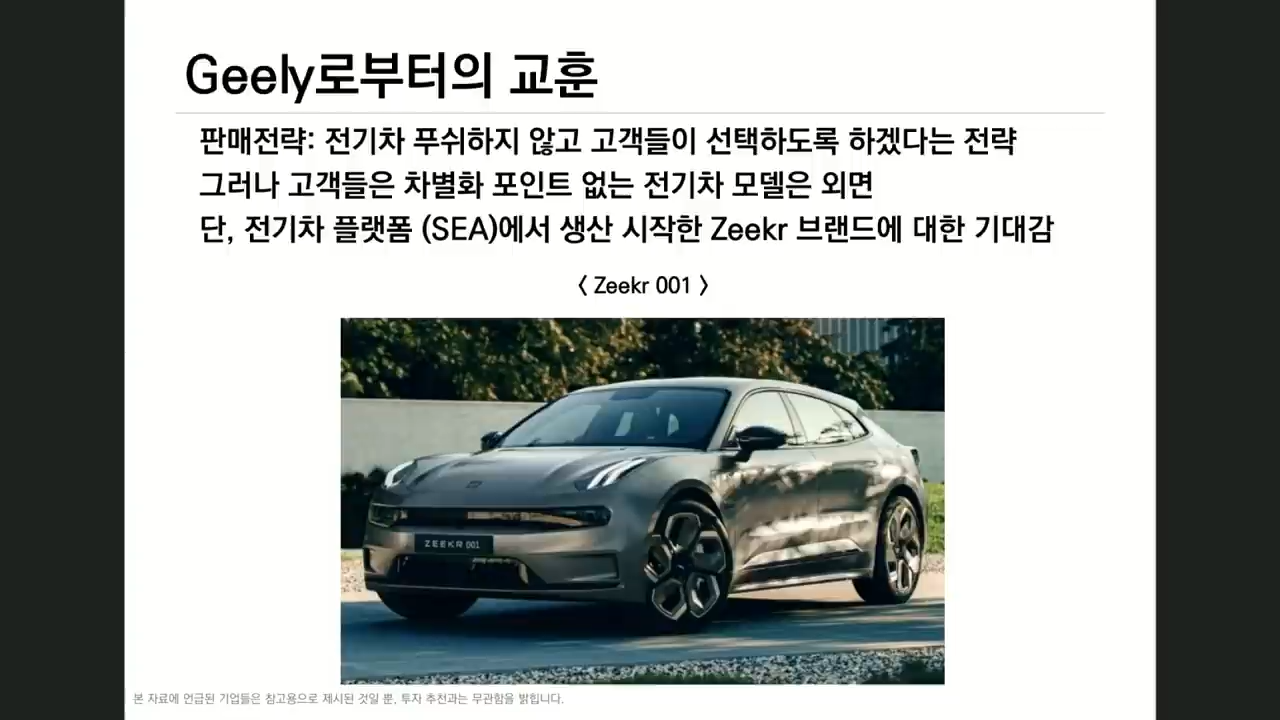 Geely로부터의 교훈
판매전략: 전기차 푸쉬하지 않고 고객들이 선택하도록 하겠다는 전략
그러나 고객들은 차별화 포인트 없는 전기차 모델은 외면
단, 전기차 플랫폼 (SEA)에서 생산 시작한 Zeekr 브랜드에 대한 기대감
〈 Zeekr 001 〉
ZEEKR 001
본 자료에 언급된 기업들은 참고용으로 제시된 것일 뿐, 투자 추천과는 무관함을 밝힙니다.